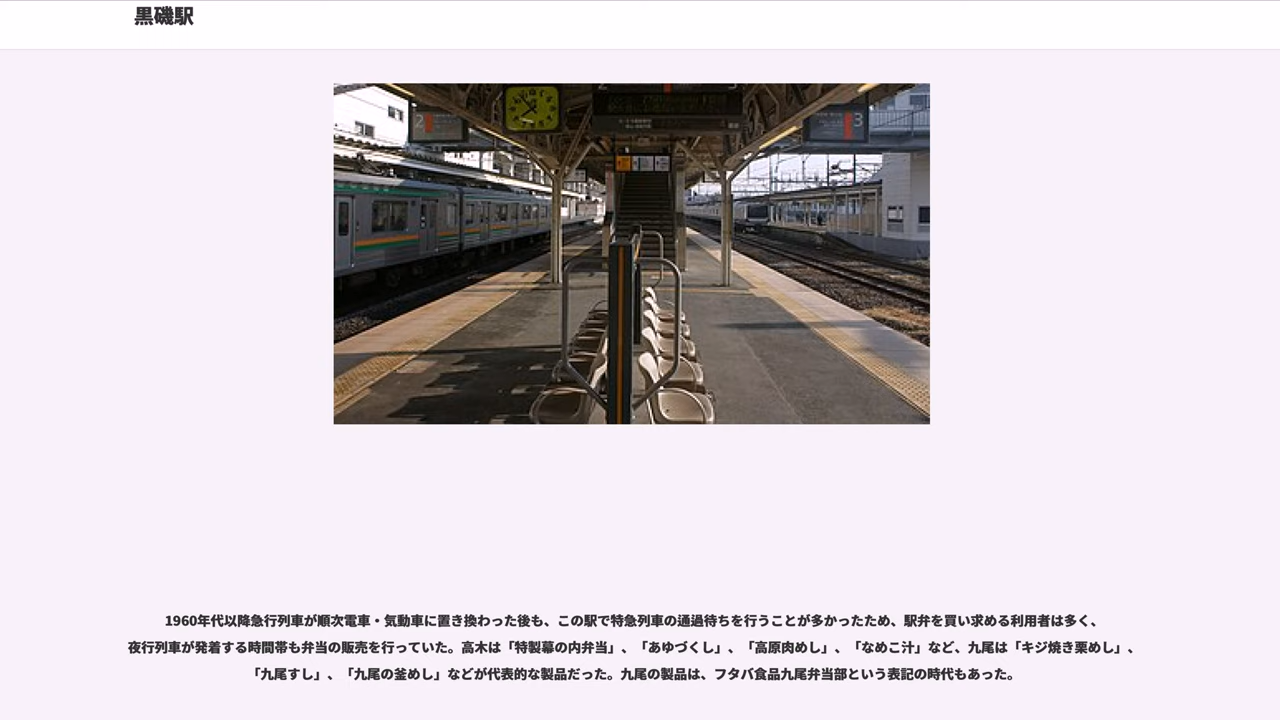 黒磯駅
2
3
1960年代以降急行列車が順次電車・気動車に置き換わった後も、この駅で特急列車の通過待ちを行うことが多かったため、駅弁を買い求める利用者は多く、
夜行列車が発着する時間帯も弁当の販売を行っていた。高木は「特製幕の内弁当」、「あゆづくし」、「高原肉めし」、「なめこ汁」など、九尾は「キジ焼き栗めし」、
「九尾すし」、「九尾の釜めし」などが代表的な製品だった。九尾の製品は、フタバ食品九尾弁当部という表記の時代もあった。